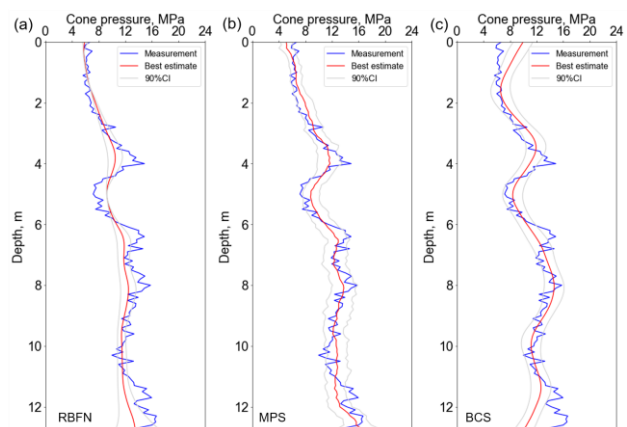 (a) Cone pressure, MPa
0 4 8 12 16 20 24
0
2
4
6
8
10
12
Depth, m
Measurement
Best estimate
90%CI
RBFN
(b) Cone pressure, MPa
0 4 8 12 16 20 24
0
2
4
6
8
10
12
Depth, m
Measurement
Best estimate
90%CI
MPS
(c) Cone pressure, MPa
0 4 8 12 16 20 24
0
2
4
6
8
10
12
Depth, m
Measurement
Best estimate
90%CI
BCS